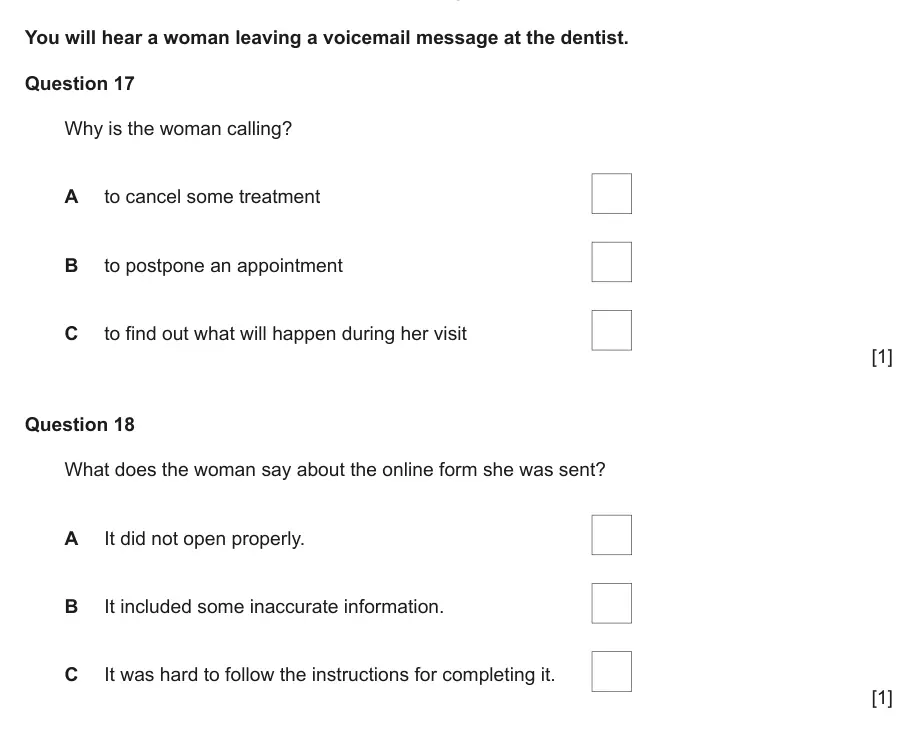 You will hear a woman leaving a voicemail message at the dentist.
Question 17
Why is the woman calling?
A to cancel some treatment
B to postpone an appointment
C to find out what will happen during her visit
[1]
Question 18
What does the woman say about the online form she was sent?
A It did not open properly.
B It included some inaccurate information.
C It was hard to follow the instructions for completing it.
[1]